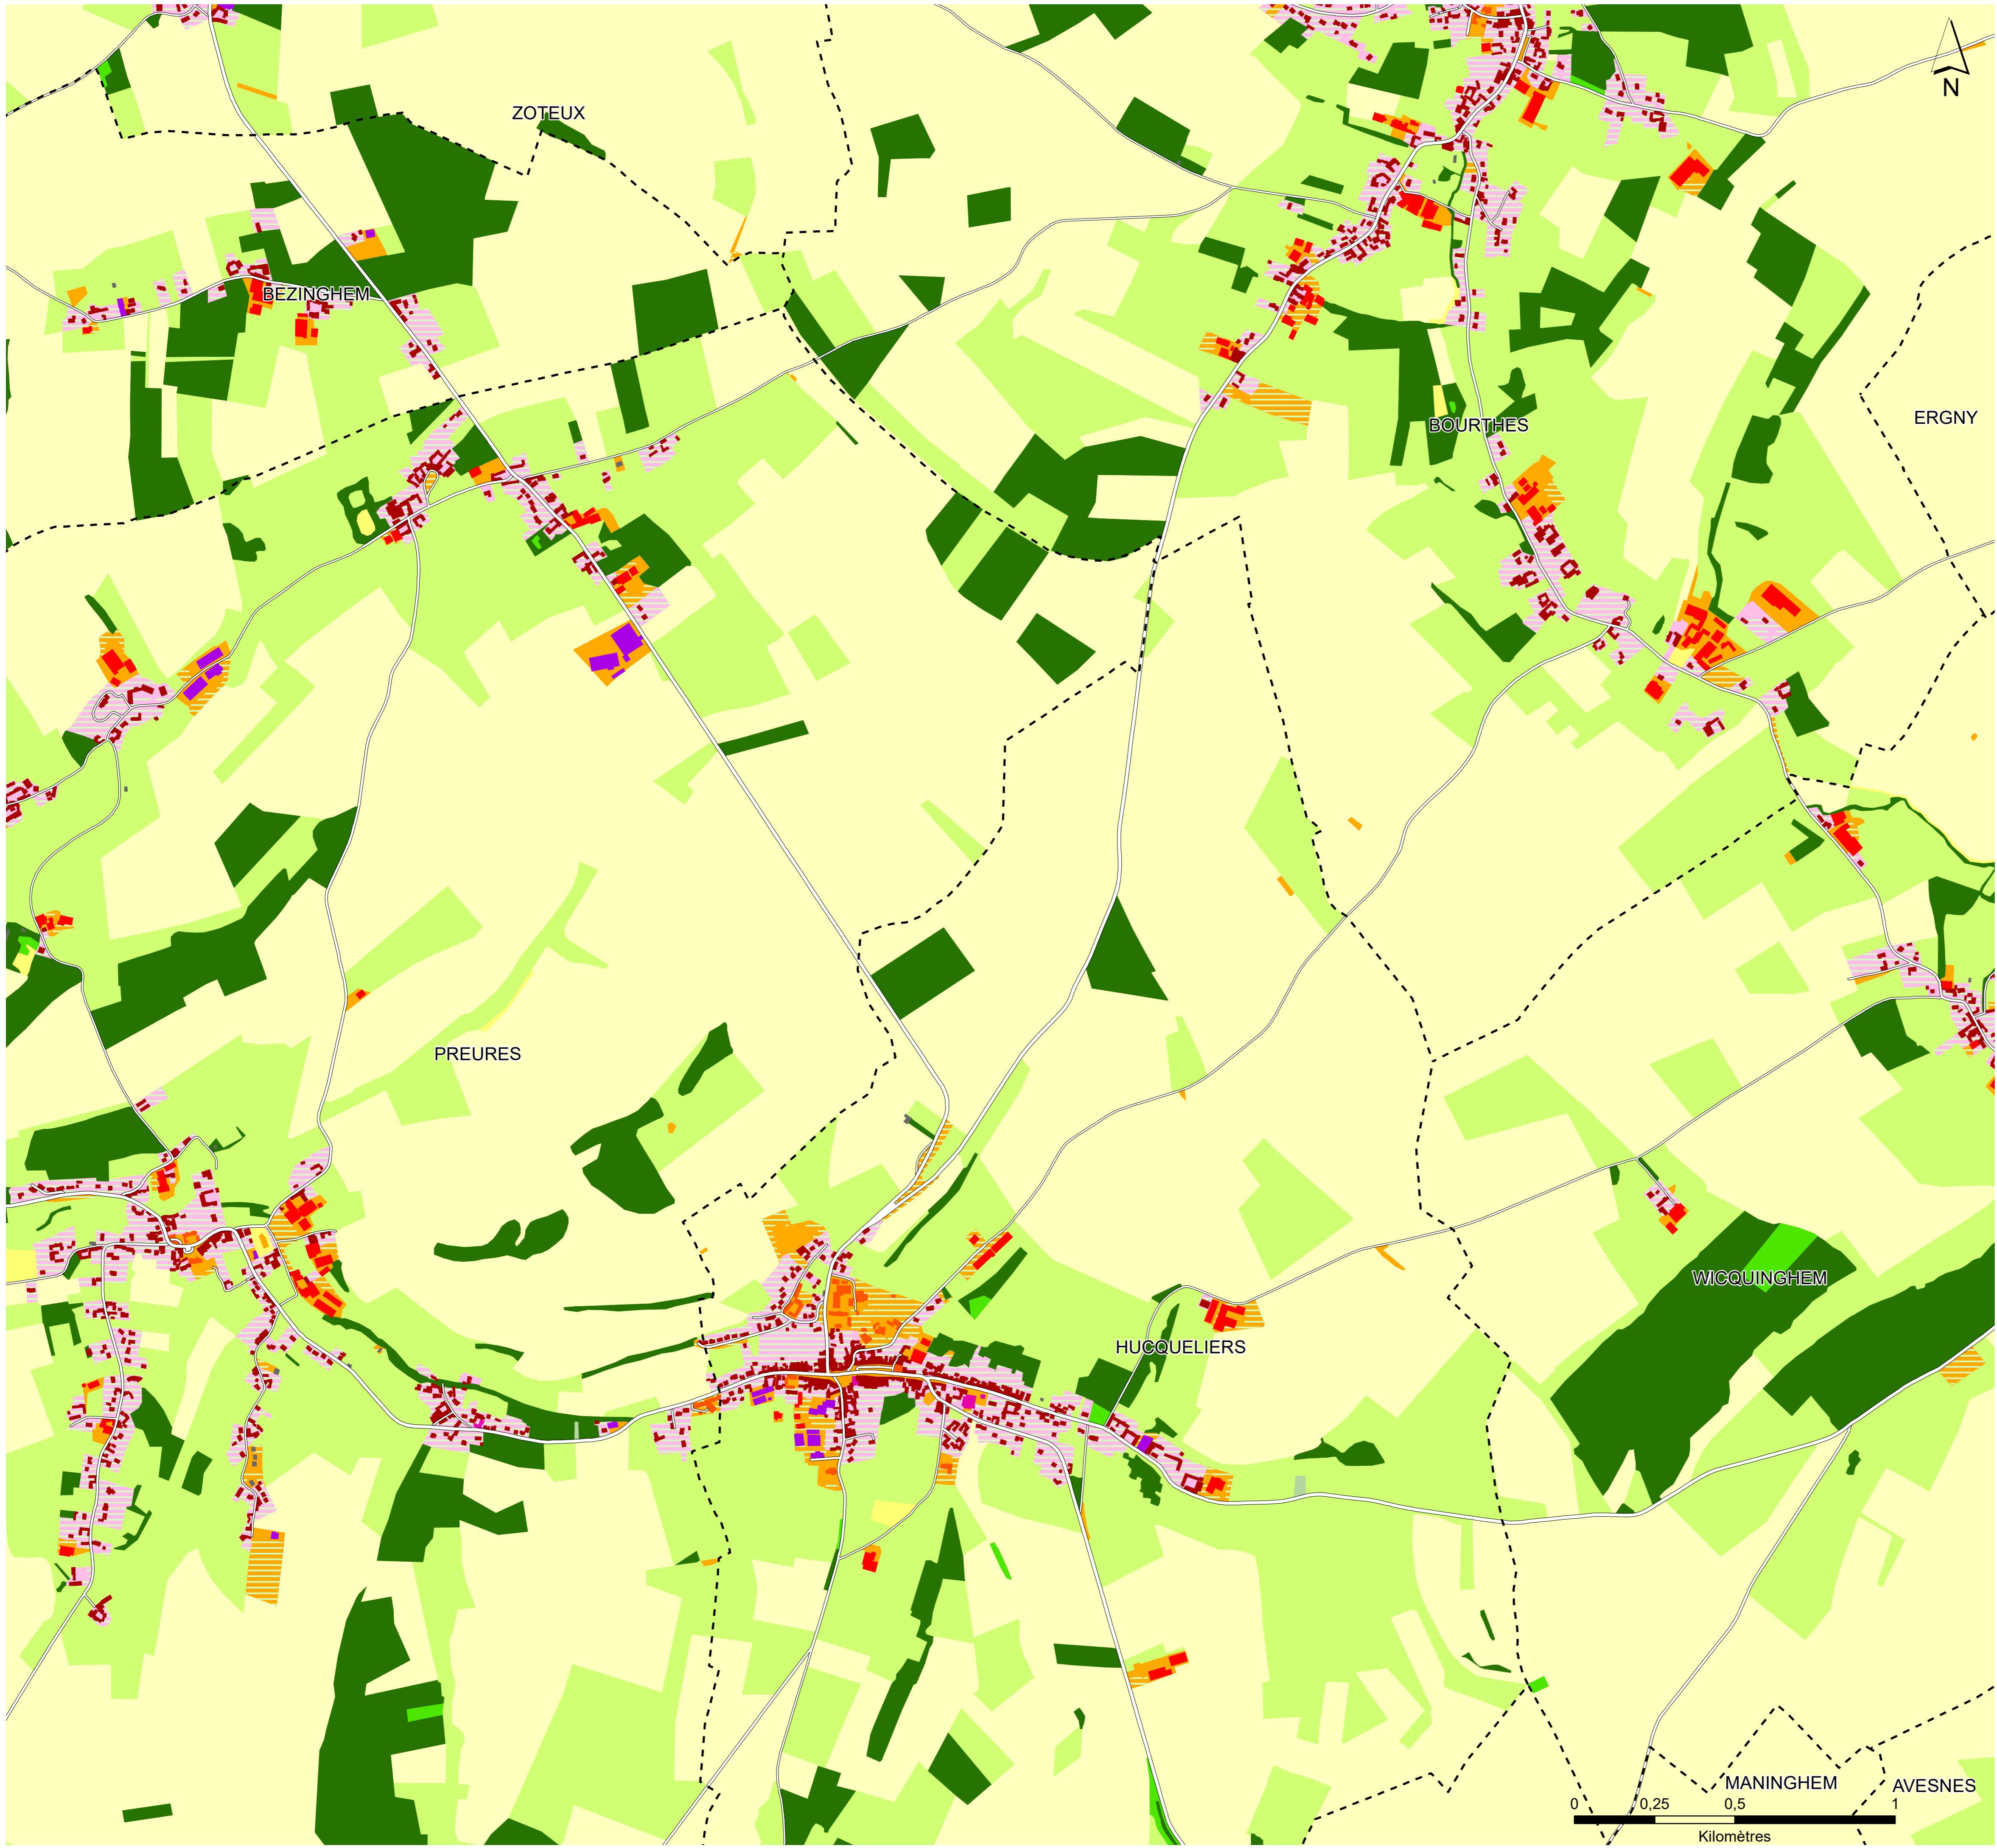 N
ZOTEUX
BEZINGHEM
ERGNY
BOURTHES
PREURES
WICQUINGHEM
HUCQUELIERS
MANINGHEM
AVESNES
0 0,25 0,5 1
Kilomètres